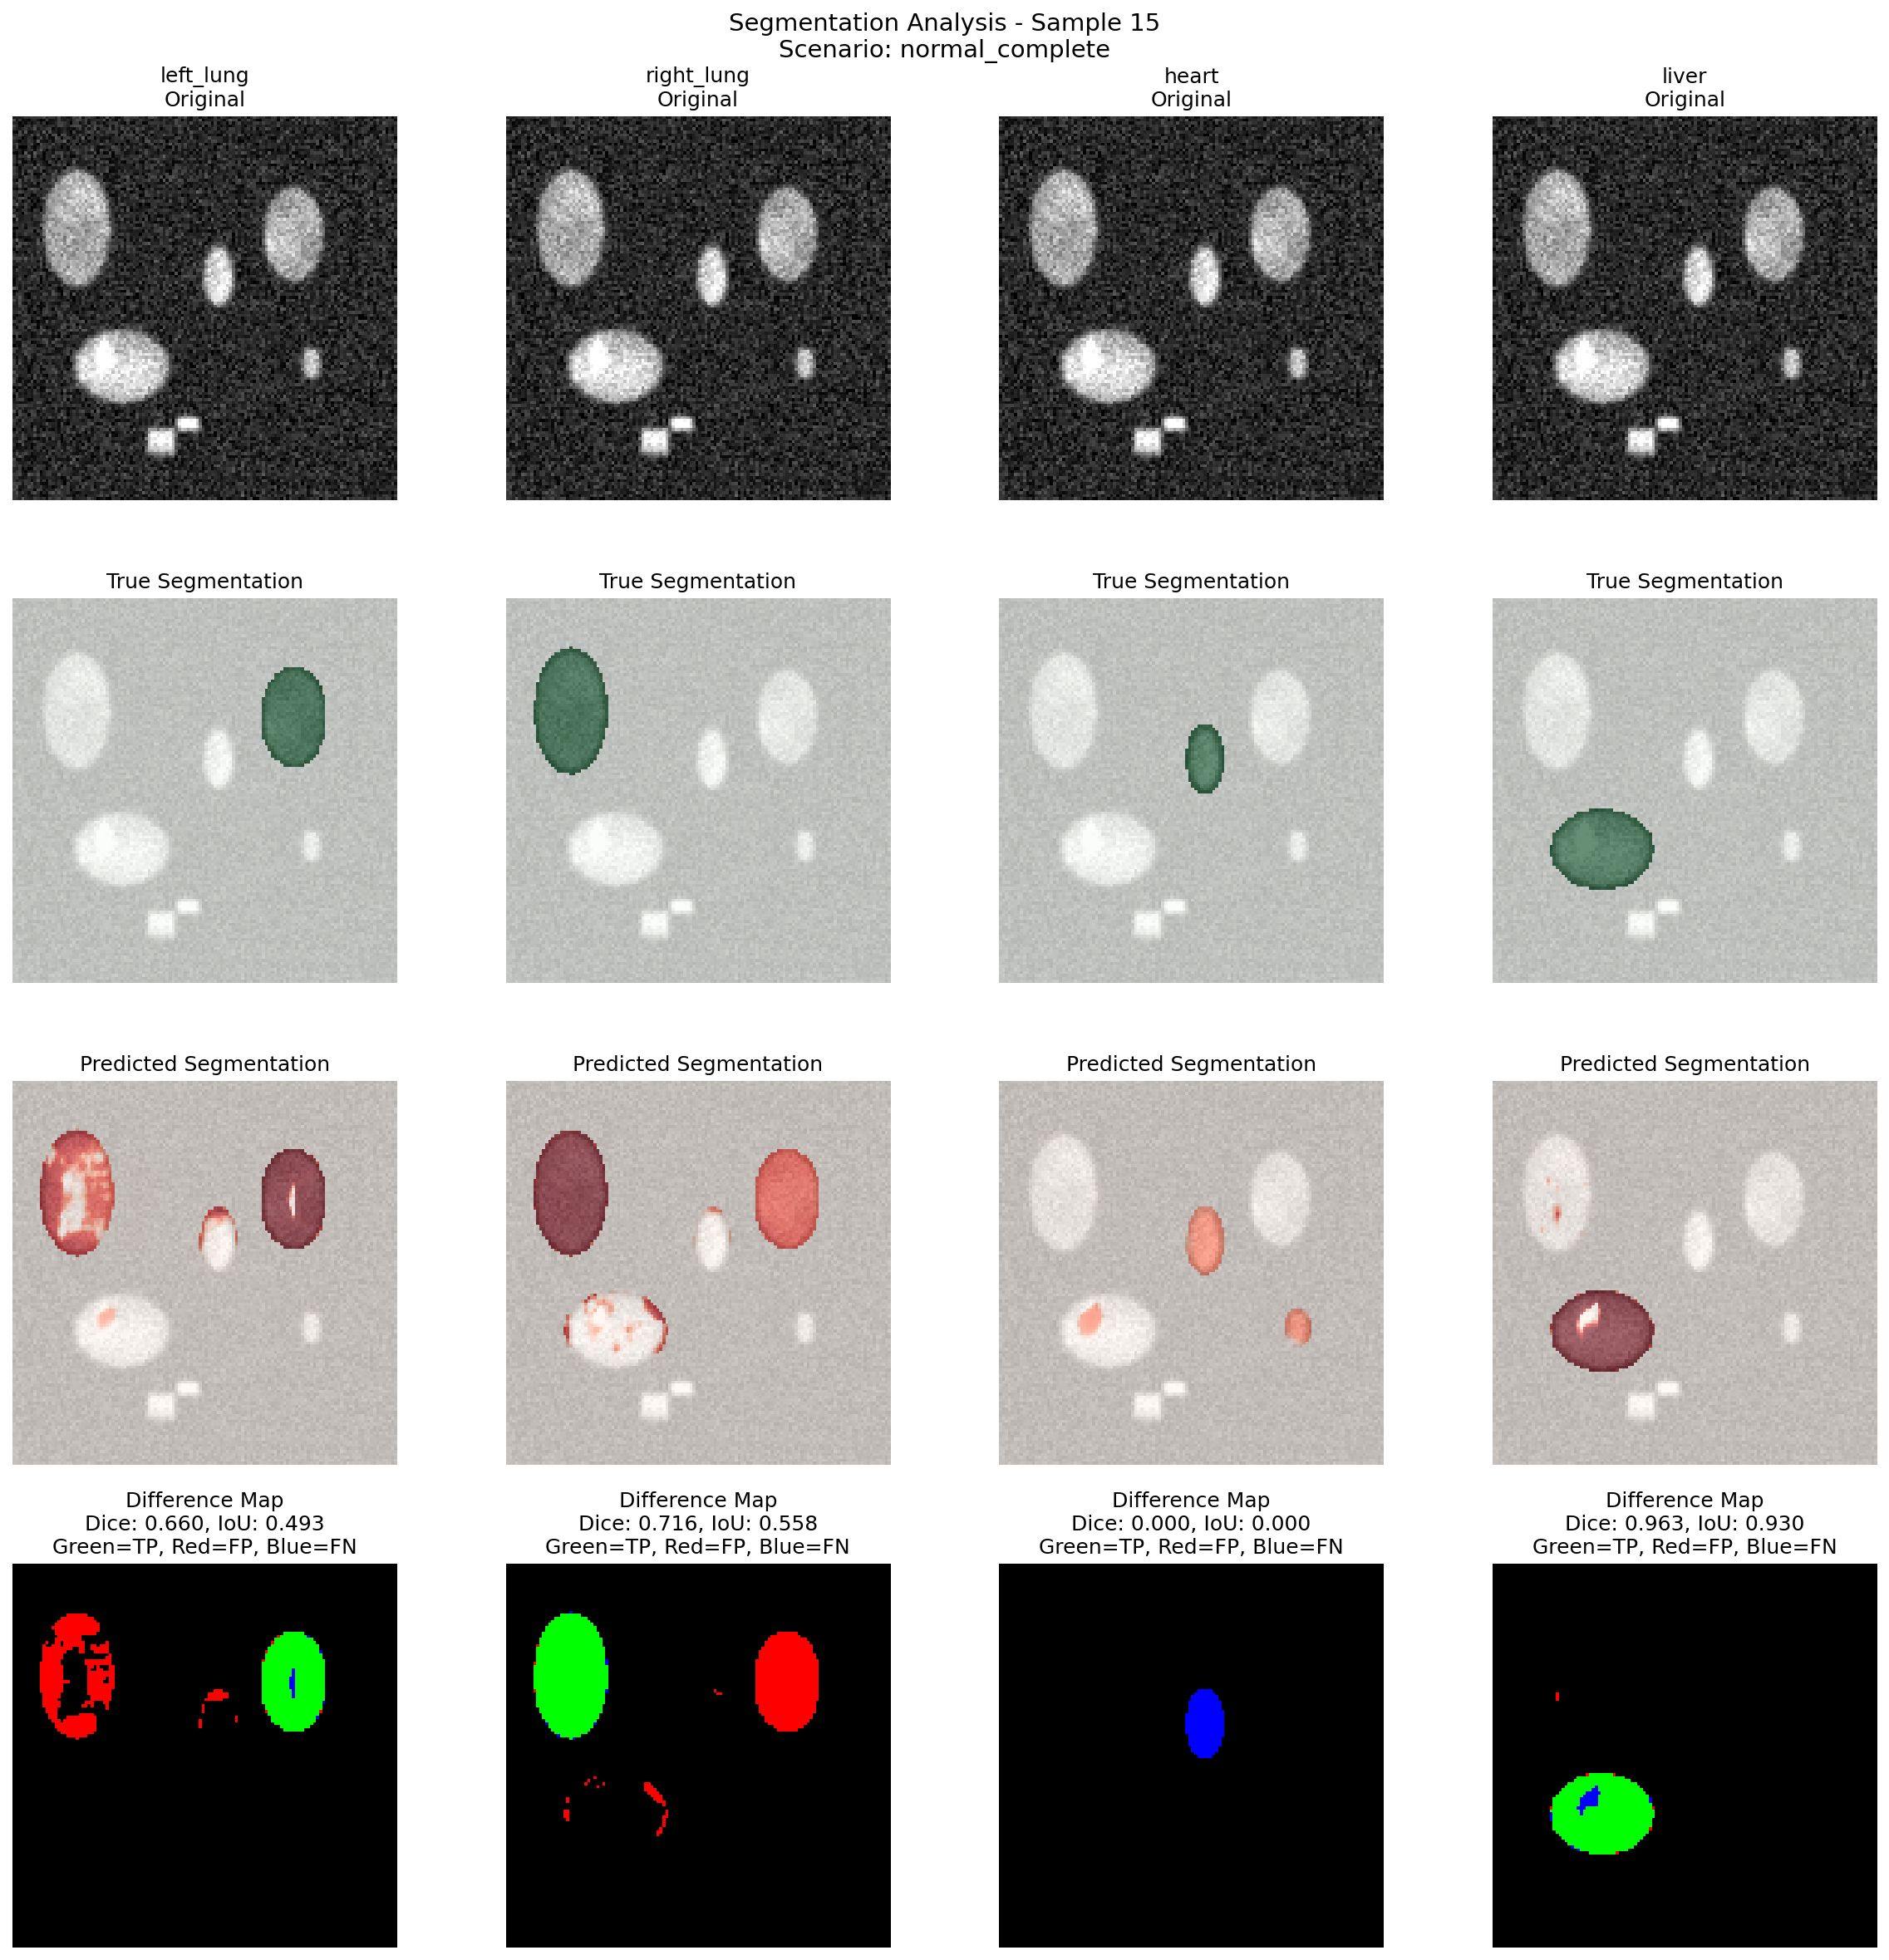 Segmentation Analysis - Sample 15
Scenario: normal_complete
left_lung
Original
right_lung
Original
heart
Original
liver
Original
True Segmentation
True Segmentation
True Segmentation
True Segmentation
Predicted Segmentation
Predicted Segmentation
Predicted Segmentation
Predicted Segmentation
Difference Map
Dice: 0.660, IoU: 0.493
Green=TP, Red=FP, Blue=FN
Difference Map
Dice: 0.716, IoU: 0.558
Green=TP, Red=FP, Blue=FN
Difference Map
Dice: 0.000, IoU: 0.000
Green=TP, Red=FP, Blue=FN
Difference Map
Dice: 0.963, IoU: 0.930
Green=TP, Red=FP, Blue=FN